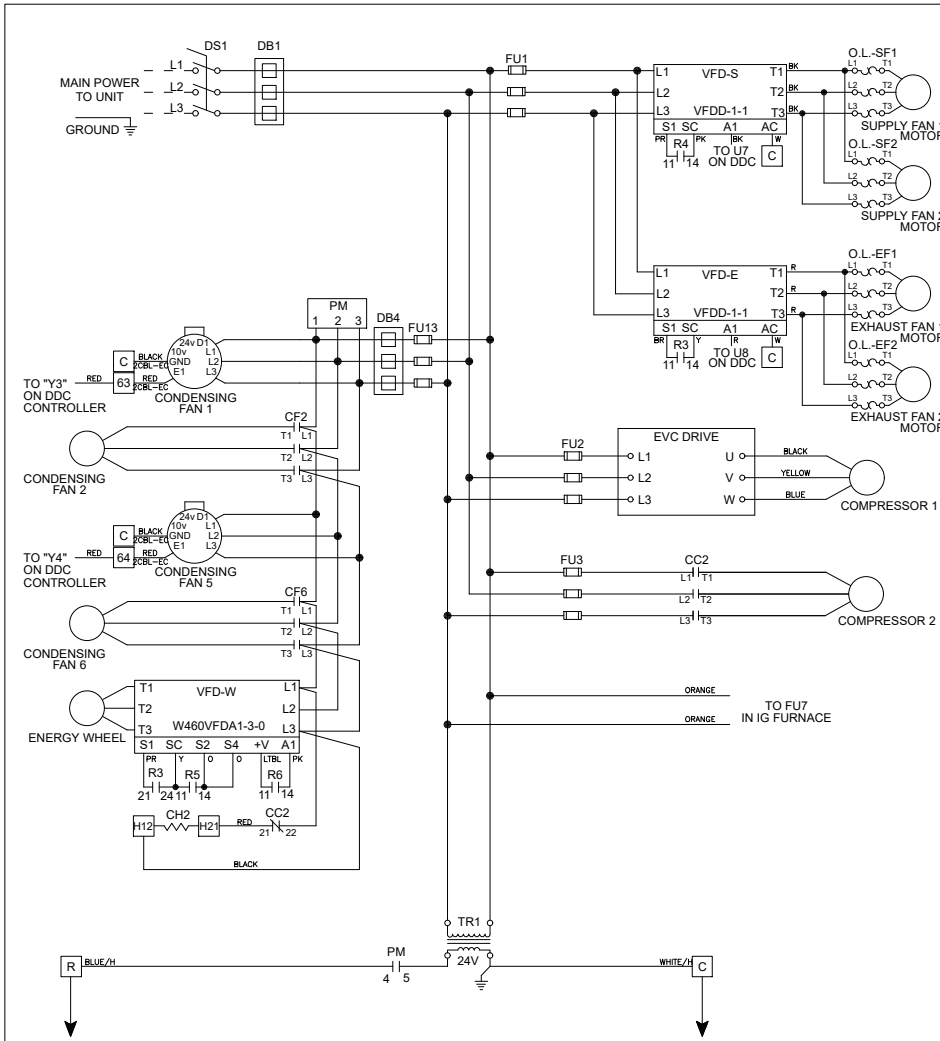 DS1 DB1 FU1
MAIN POWER
TO UNIT
L1
L2
L3
GROUND
L1 VFD-S T1 BK
L2 T2 BK
L3 VFDD-1-1 T3 BK
S1 SC A1 AC
PR PK BK W
R4
11 14
TO U7
ON DDC
C
O.L.-SF1
L1 T1
L2 T2
L3 T3
SUPPLY FAN 1
MOTOR
O.L.-SF2
L1 T1
L2 T2
L3 T3
SUPPLY FAN 2
MOTOR
L1 VFD-E T1 R
L2 T2 R
L3 VFDD-1-1 T3 R
S1 SC A1 AC
BR Y R W
R3
11 14
TO U8
ON DDC
C
O.L.-EF1
L1 T1
L2 T2
L3 T3
EXHAUST FAN 1
MOTOR
O.L.-EF2
L1 T1
L2 T2
L3 T3
EXHAUST FAN 2
MOTOR
PM
1 2 3
DB4
FU13
24v D1
10v L1
GND L2
E1 L3
C BLACK
2CBL-EC
63 RED
2CBL-EC
TO "Y3" RED
ON DDC
CONTROLLER
CONDENSING
FAN 1
CF2
T1 L1
T2 L2
T3 L3
CONDENSING
FAN 2
24v D1
10v L1
GND L2
E1 L3
C BLACK
2CBL-EC
64 RED
2CBL-EC
TO "Y4" RED
ON DDC
CONTROLLER
CONDENSING
FAN 5
CF6
T1 L1
T2 L2
T3 L3
CONDENSING
FAN 6
FU2
EVC DRIVE
L1 U BLACK
L2 V YELLOW
L3 W BLUE
COMPRESSOR 1
FU3 CC2
L1 T1
L2 T2
L3 T3
COMPRESSOR 2
ORANGE
ORANGE
TO FU7
IN IG FURNACE
T1 VFD-W L1
T2 L2
T3 W460VFDA1-3-0 L3
S1 SC S2 S4 +V A1
PR Y O O LTBL PK
R3 R5 R6
21 24 11 14 11 14
ENERGY WHEEL
H12 CH2 H21 RED CC2
21 22
BLACK
TR1
24V
R BLUE/H PM
4 5
WHITE/H C